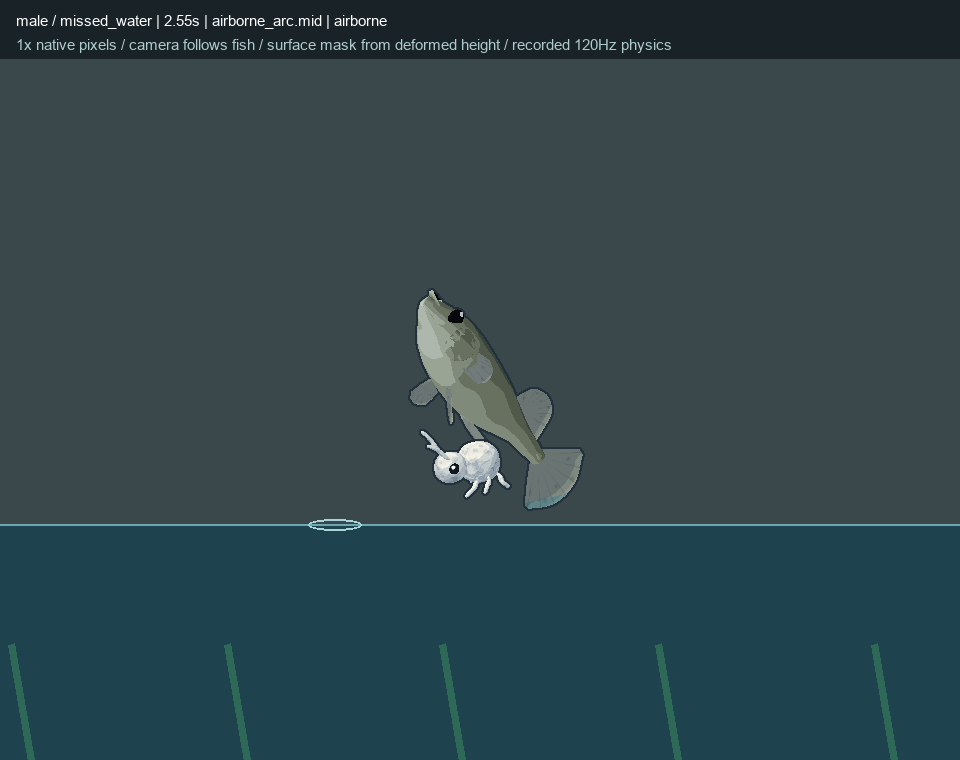 male / missed_water | 2.55s | airborne_arc.mid | airborne
1x native pixels / camera follows fish / surface mask from deformed height / recorded 120Hz physics